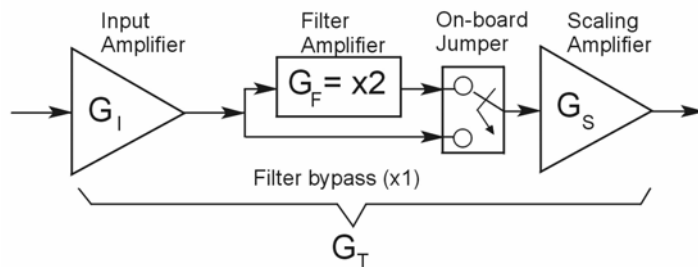 Input
Amplifier
Filter
Amplifier
On-board
Jumper
Scaling
Amplifier
G_I
G_F = x2
G_S
Filter bypass (x1)
G_T